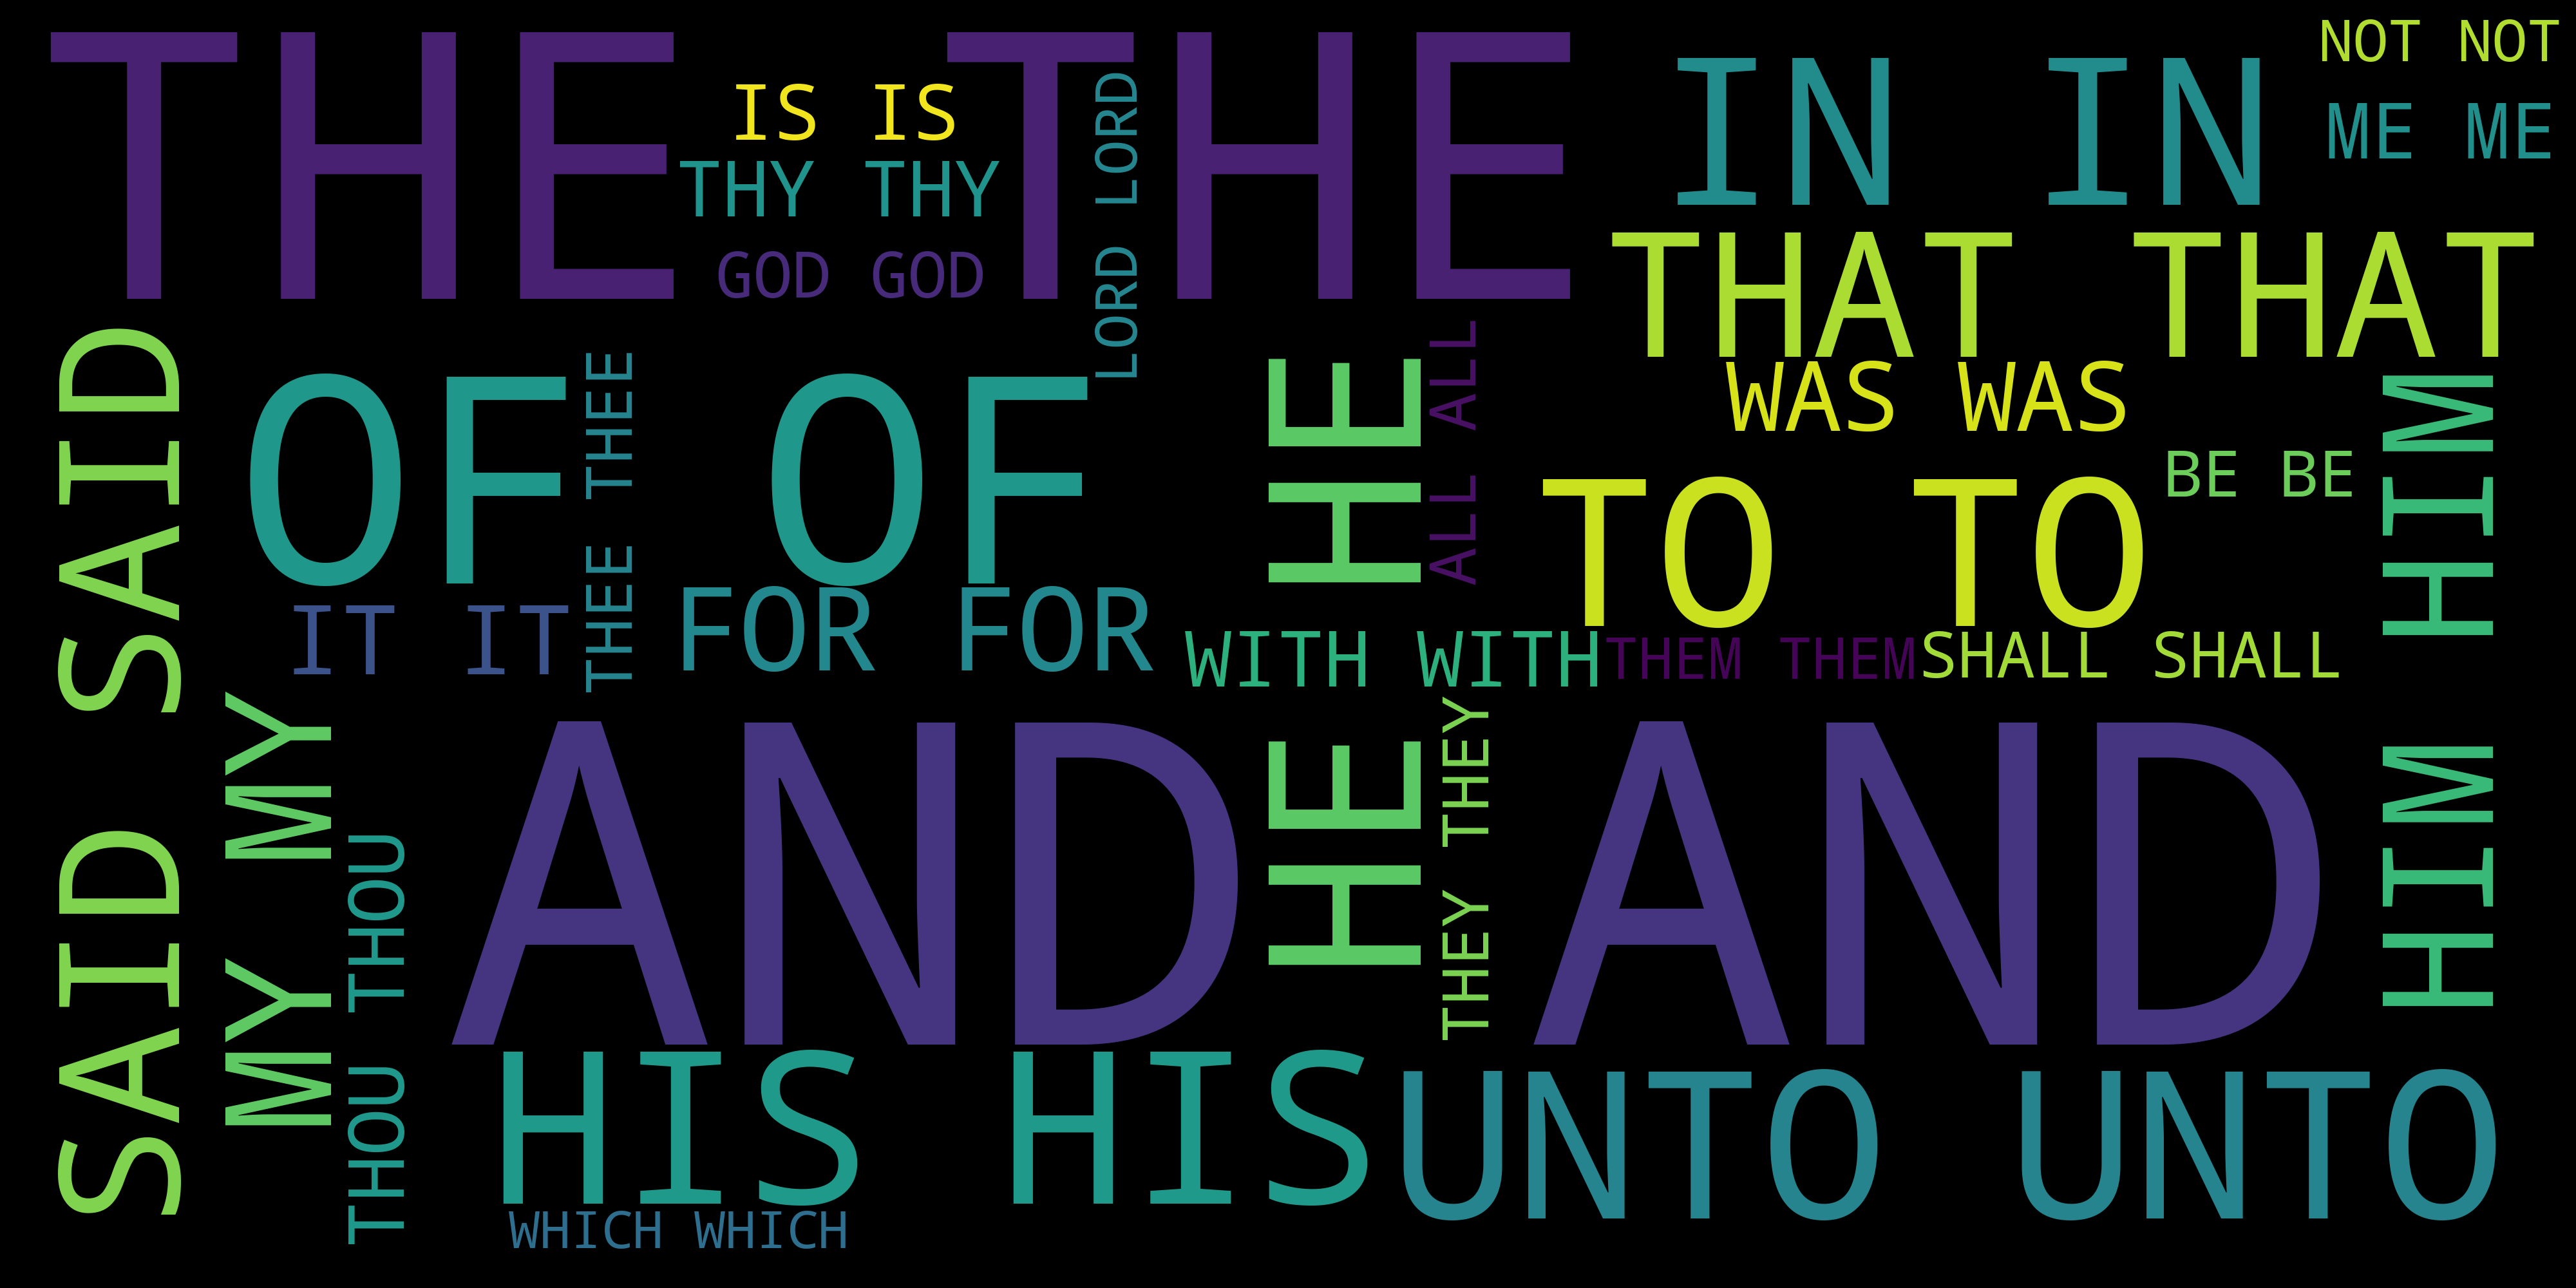 THE THE
IN IN
NOT NOT
ME ME
IS IS
THY THY
GOD GOD
LORD LORD
THAT THAT
WAS WAS
SAID SAID
OF OF
THEE THEE
HE HE
ALL ALL
HIM HIM
BE BE
TO TO
IT IT
FOR FOR
WITH WITH
THEM THEM
SHALL SHALL
MY MY
AND AND
THEY THEY
THOU THOU
HIS HIS
UNTO UNTO
WHICH WHICH